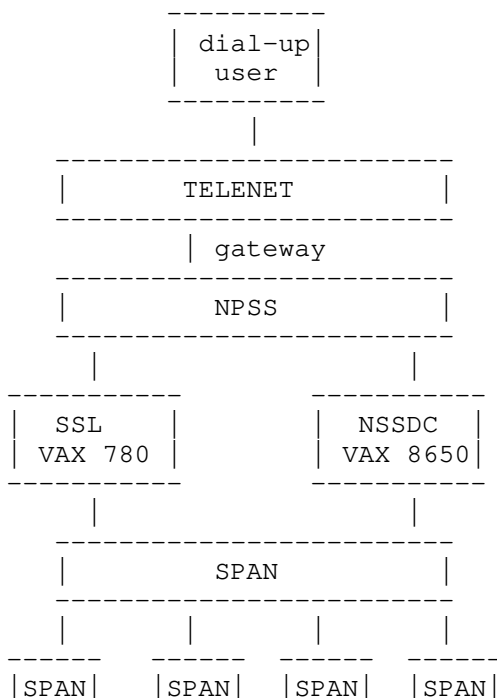 dial-up
user
TELENET
gateway
NPSS
SSL NSSDC
VAX 780 VAX 8650
SPAN
SPAN SPAN SPAN SPAN